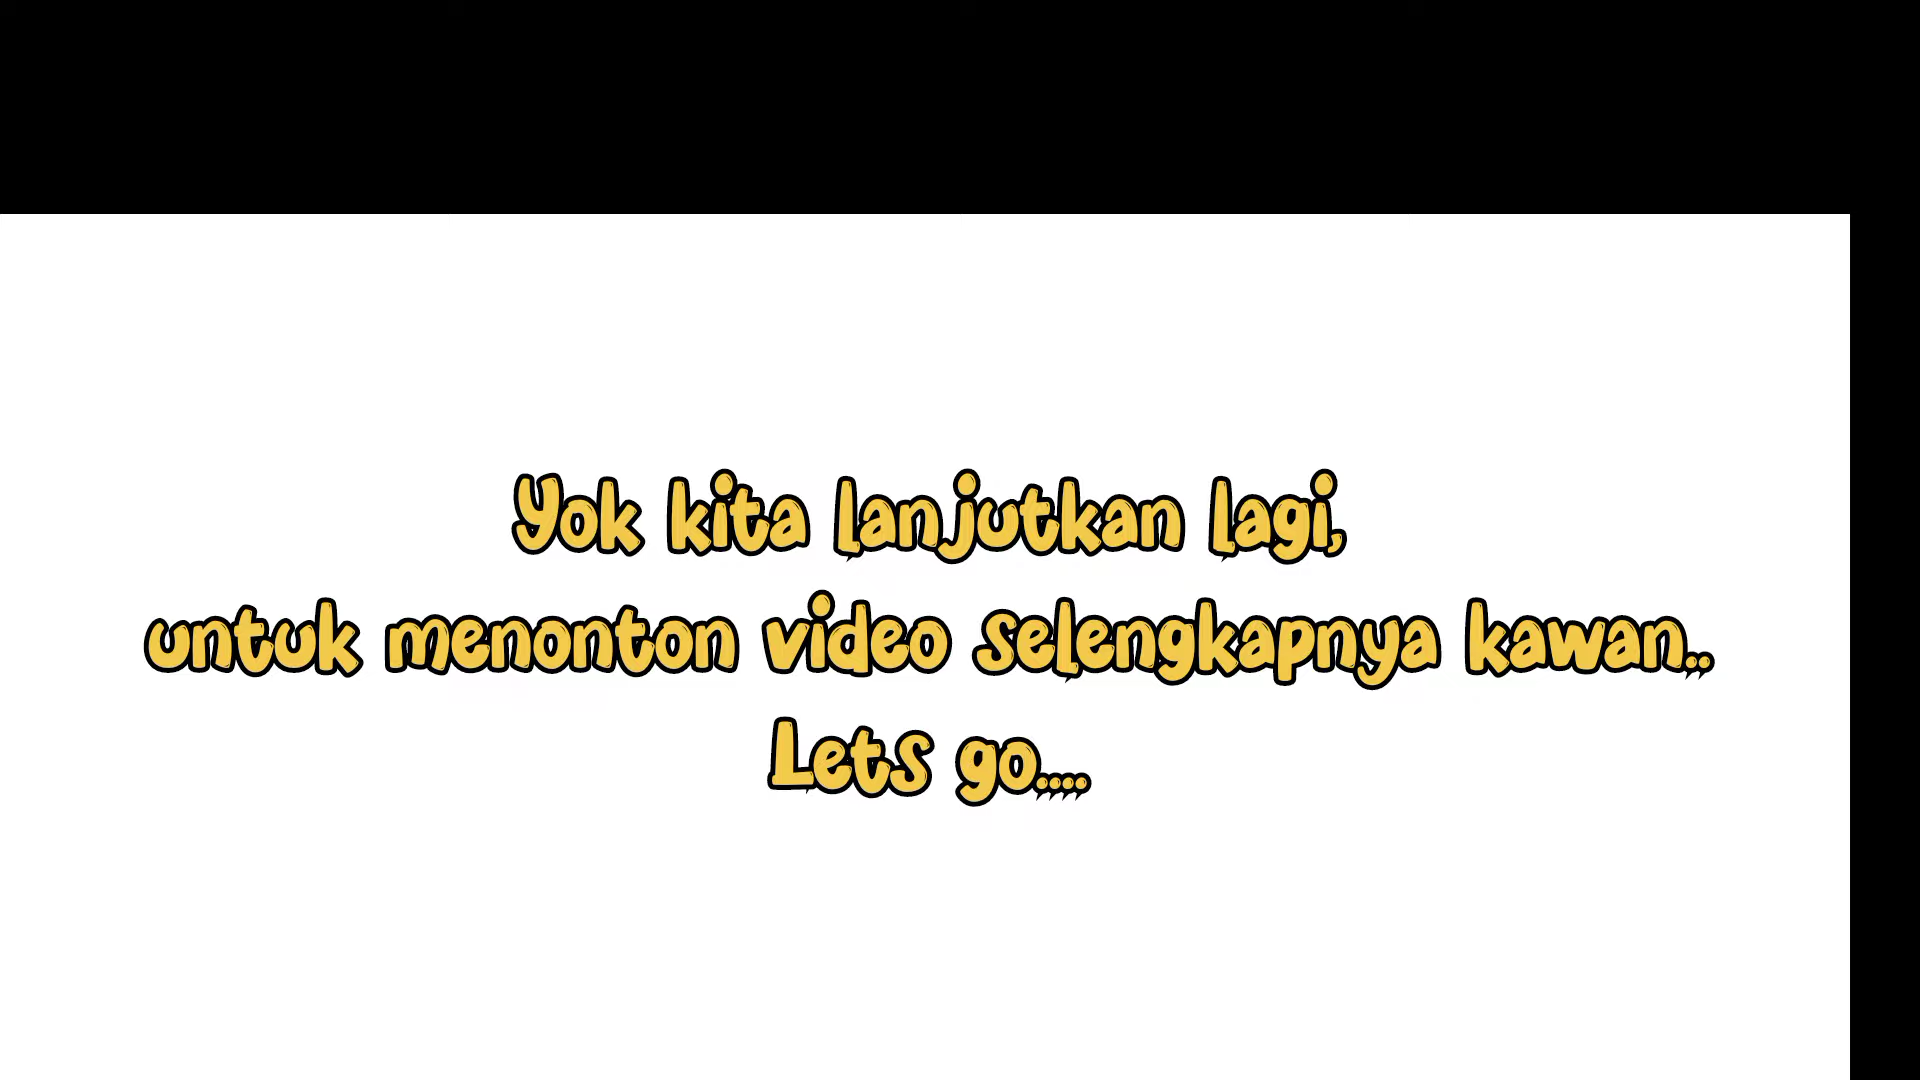 Yok kita lanjutkan lagi,
untuk menonton video selengkapnya kawan..
Lets go....